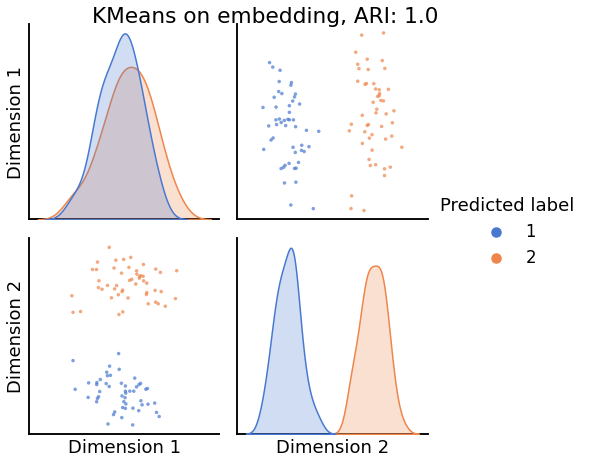 KMeans on embedding, ARI: 1.0
Dimension 1
Predicted label
1
2
Dimension 2
Dimension 1
Dimension 2